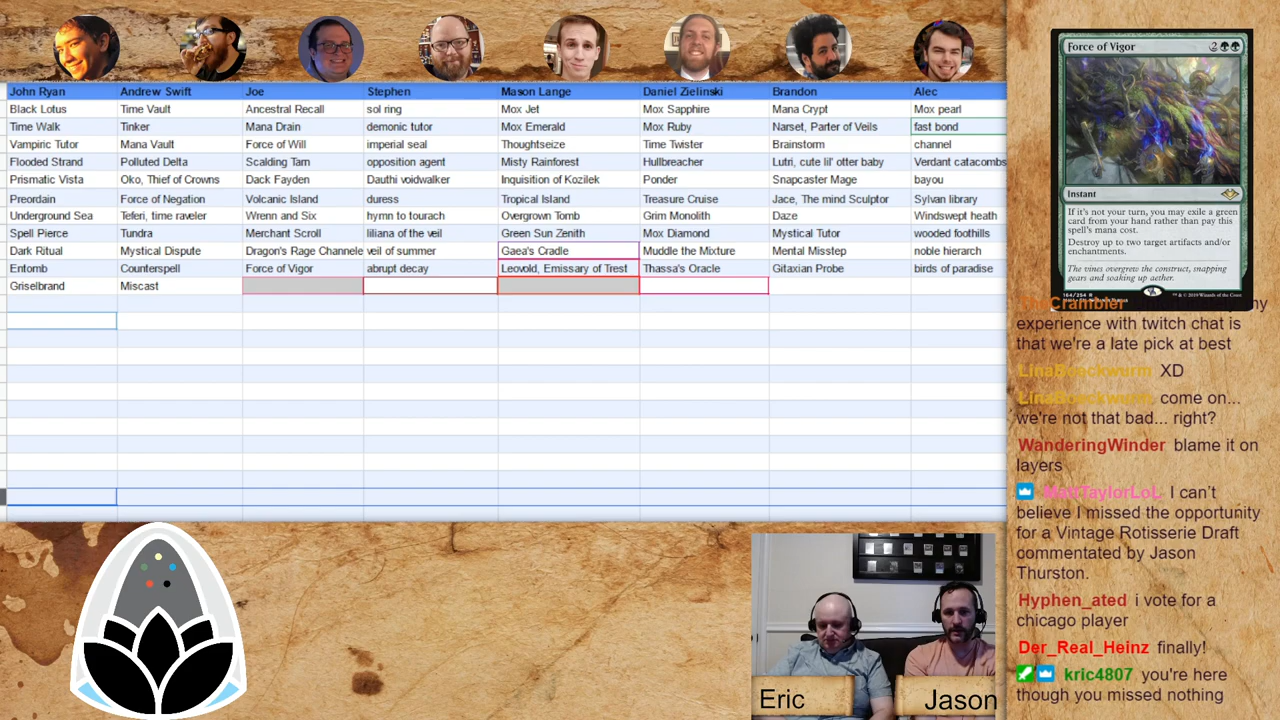 John Ryan Andrew Swift Joe Stephen Mason Lange Daniel Zielinski Brandon Alec
Black Lotus Time Vault Ancestral Recall sol ring Mox Jet Mox Sapphire Mana Crypt Mox pearl
Time Walk Tinker Mana Drain demonic tutor Mox Emerald Mox Ruby Narset, Parter of Veils fast bond
Vampiric Tutor Mana Vault Force of Will imperial seal Thoughtseize Time Twister Brainstorm channel
Flooded Strand Polluted Delta Scalding Tarn opposition agent Misty Rainforest Hullbreacher Lutri, cute lil' otter baby Verdant catacombs
Prismatic Vista Oko, Thief of Crowns Dack Fayden Dauthi voidwalker Inquisition of Kozilek Ponder Snapcaster Mage bayou
Preordain Force of Negation Volcanic Island duress Tropical Island Treasure Cruise Jace, The mind Sculptor Sylvan library
Underground Sea Teferi, time raveler Wrenn and Six hymn to tourach Overgrown Tomb Grim Monolith Daze Windswept heath
Spell Pierce Tundra Merchant Scroll liliana of the veil Green Sun Zenith Mox Diamond Mystical Tutor wooded foothills
Dark Ritual Mystical Dispute Dragon's Rage Channele veil of summer Gaea's Cradle Muddle the Mixture Mental Misstep noble hierarch
Entomb Counterspell Force of Vigor abrupt decay Leovold, Emissary of Trest Thassa's Oracle Gitaxian Probe birds of paradise
Griselbrand Miscast
Force of Vigor 2
Instant
If it's not your turn, you may exile a green
card from your hand rather than pay this
spell's mana cost.
Destroy up to two target artifacts and/or
enchantments.
The vines overgrew the construct, snapping
gears and soaking up aether.
experience with twitch chat is
that we're a late pick at best
XD
come on...
we're not that bad... right?
WanderingWinder blame it on
layers
MattTaylorLoL I can't
believe I missed the opportunity
for a Vintage Rotisserie Draft
commentated by Jason
Thurston.
Hyphen_ated i vote for a
chicago player
Der_Real_Heinz finally!
kric4807 you're here
though you missed nothing
Eric Jason